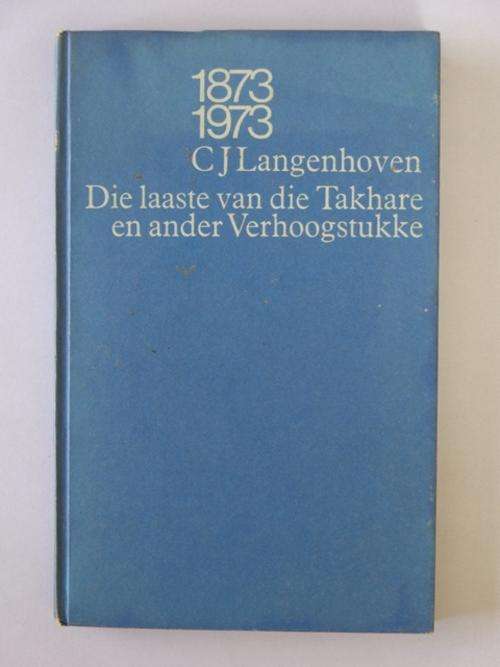 1873
1973
C J Langenhoven
Die laaste van die Takhare
en ander Verhoogstukke